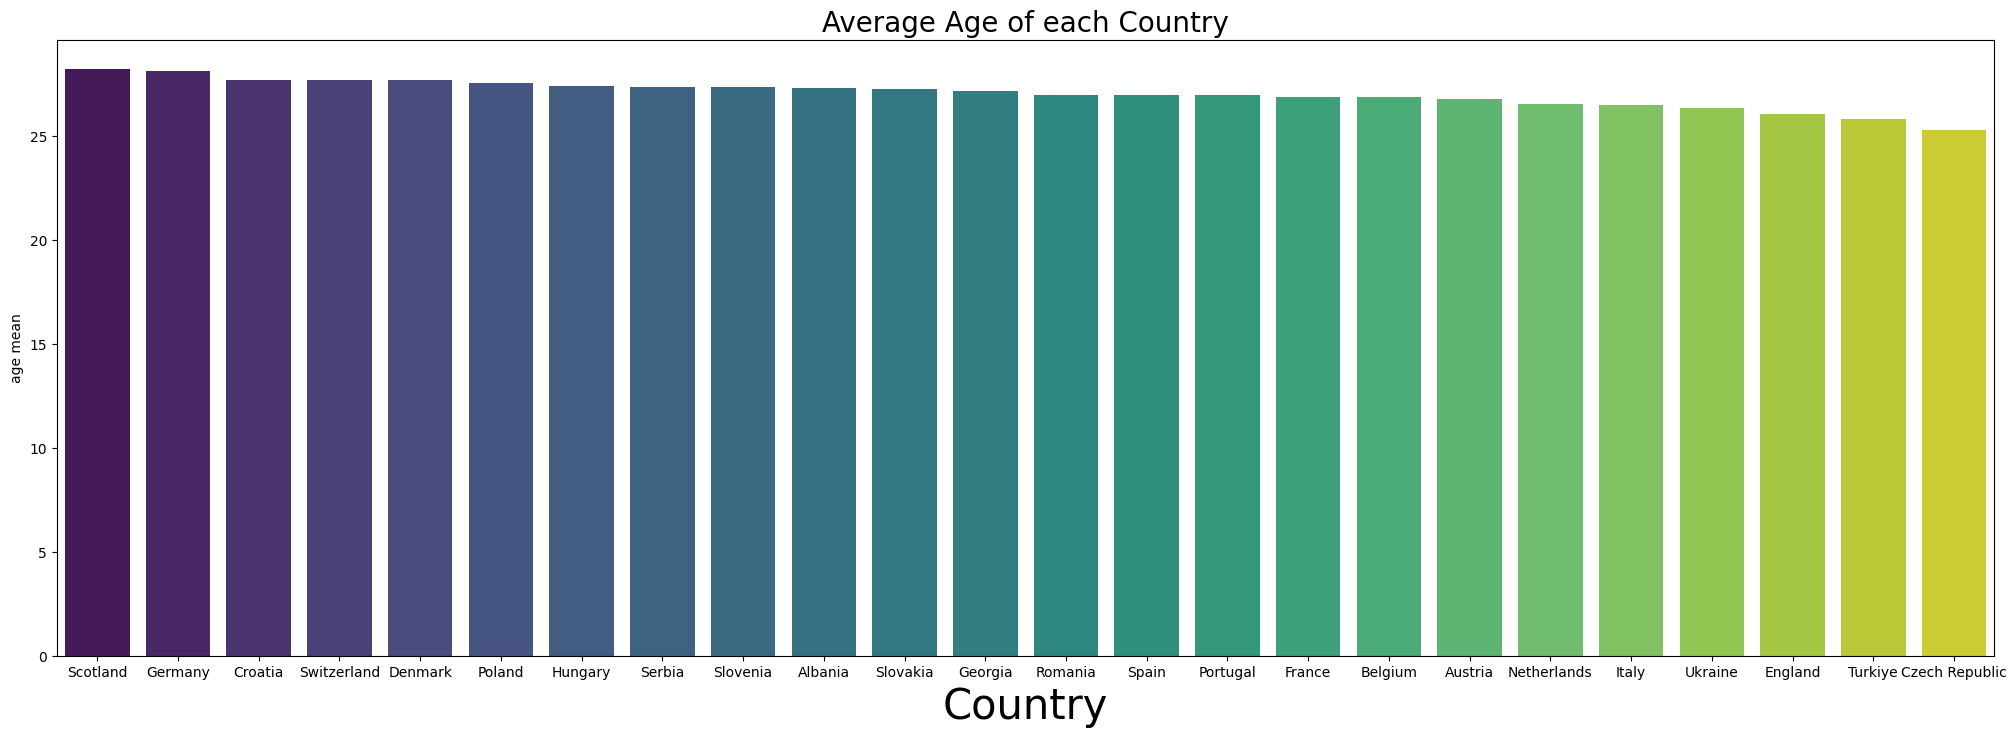 Average Age of each Country
25
20
15
10
5
0
age mean
Scotland Germany Croatia Switzerland Denmark Poland Hungary Serbia Slovenia Albania Slovakia Georgia Romania Spain Portugal France Belgium Austria Netherlands Italy Ukraine England Turkiye Czech Republic
Country